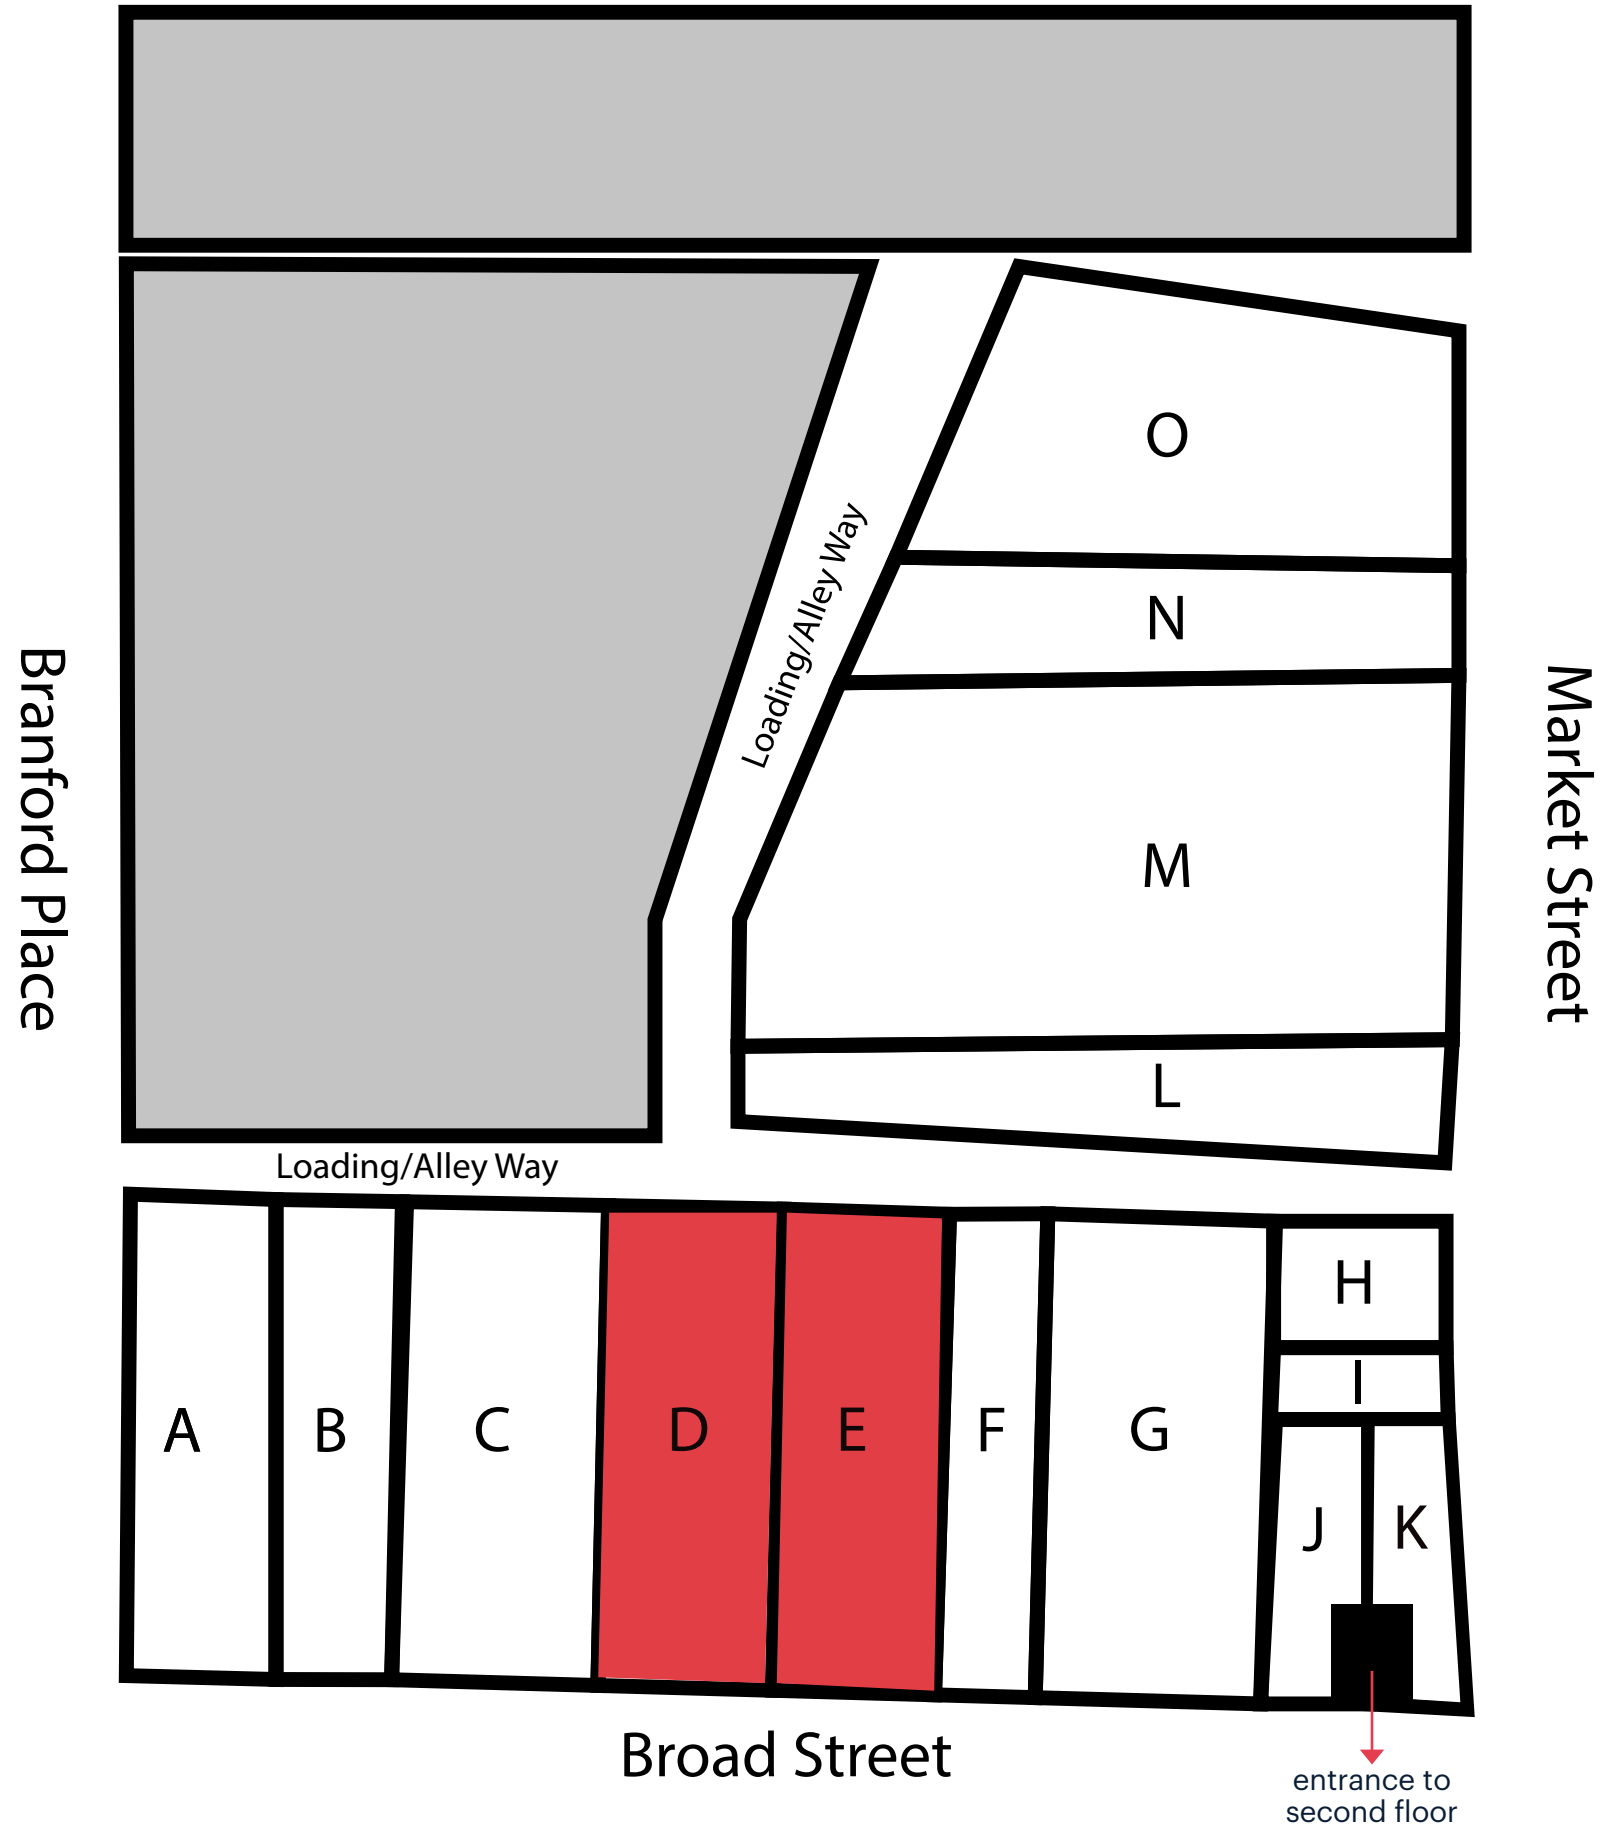 O
N
Loading/Alley Way
Branford Place
Market Street
M
L
Loading/Alley Way
H
I
A
B
C
D
E
F
G
J
K
Broad Street
entrance to
second floor